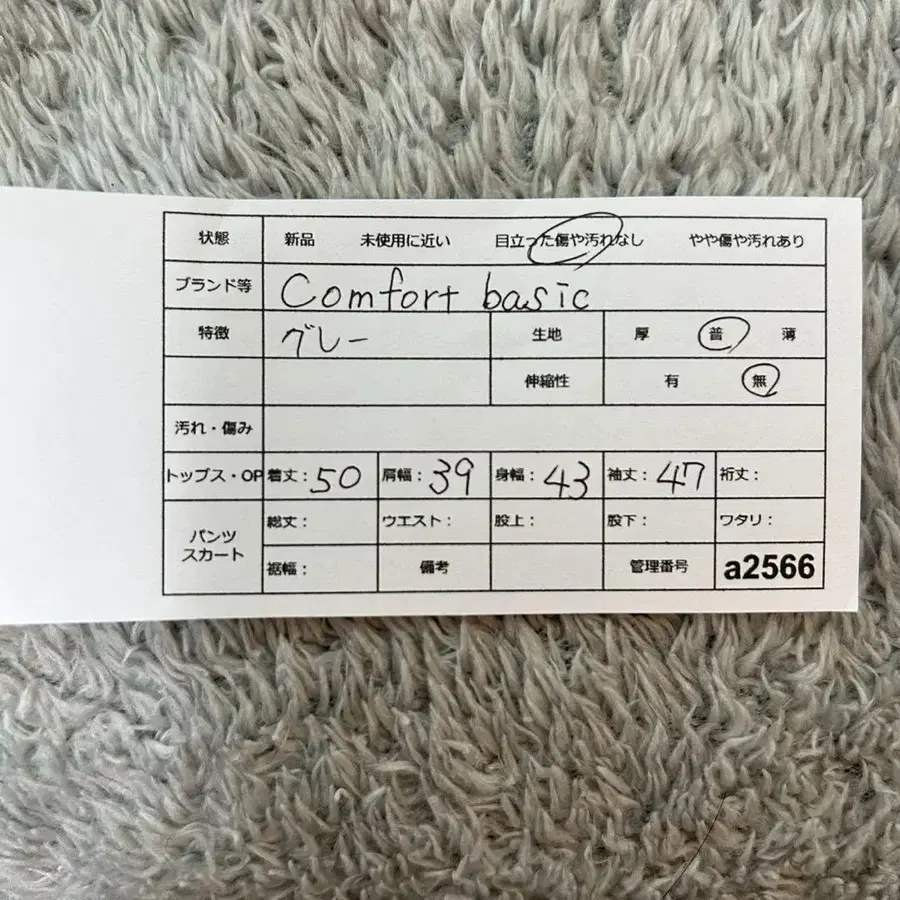 状態 新品 未使用に近い 目立った傷や汚れなし やや傷や汚れあり
ブランド等 Comfort basic
特徴 グレー 生地 厚 普 薄
伸縮性 有 無
汚れ・傷み
トップス・OP 着丈：50 肩幅：39 身幅：43 袖丈：47 裄丈：
パンツ スカート 総丈： ウエスト： 股上： 股下： ワタリ：
裾幅： 備考 管理番号 a2566